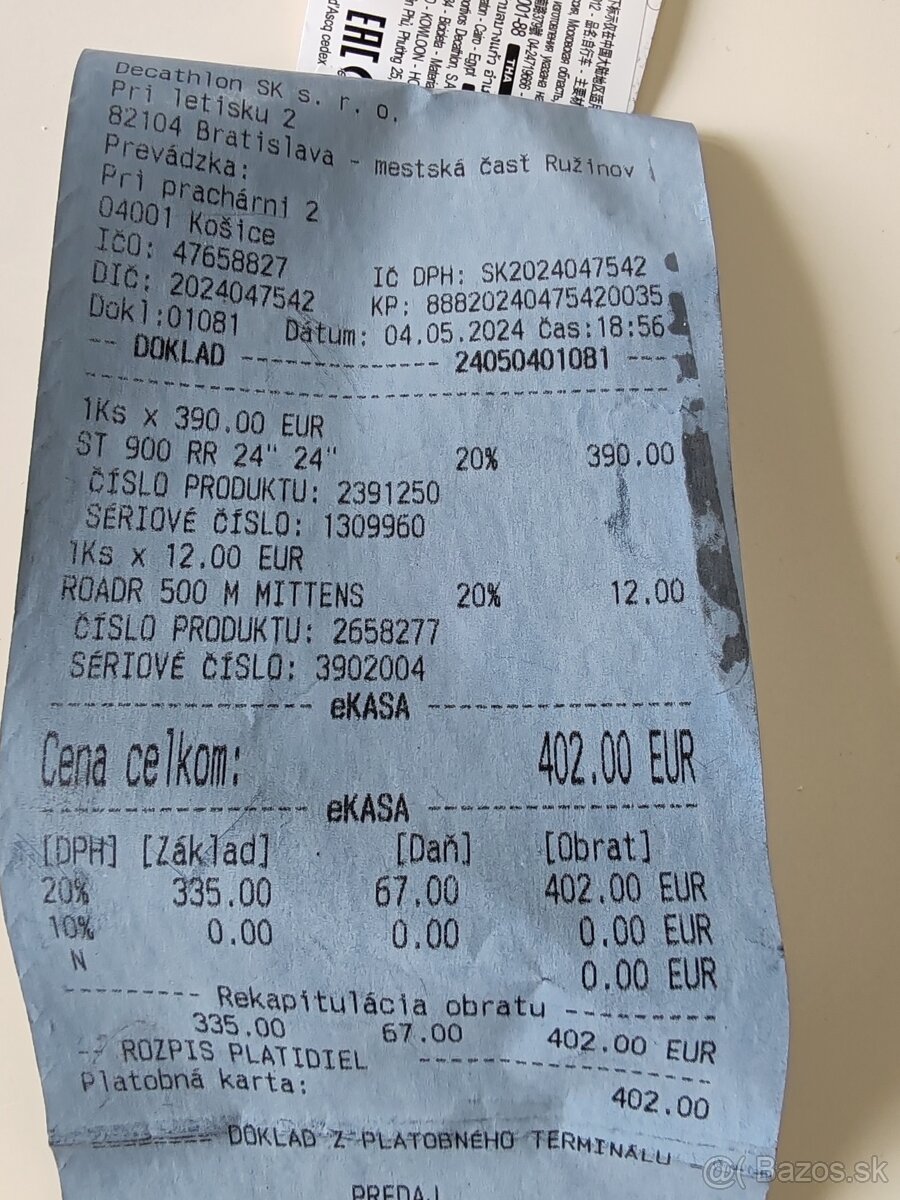 EAC
THA
Decathlon SK s. r. o.
Pri letisku 2
82104 Bratislava - mestská časť Ružinov
Prevádzka:
Pri prachárni 2
04001 Košice
IČO: 47658827 IČ DPH: SK2024047542
DIČ: 2024047542 KP: 88820240475420035
Dokl:01081 Dátum: 04.05.2024 čas:18:56
-- DOKLAD ---------------- 24050401081 ---
1Ks x 390.00 EUR
ST 900 RR 24" 24" 20% 390.00
ČÍSLO PRODUKTU: 2391250
SÉRIOVÉ ČÍSLO: 1309960
1Ks x 12.00 EUR
ROADR 500 M MITTENS 20% 12.00
ČÍSLO PRODUKTU: 2658277
SÉRIOVÉ ČÍSLO: 3902004
eKASA
Cena celkom: 402.00 EUR
eKASA
[DPH] [Základ] [Daň] [Obrat]
20% 335.00 67.00 402.00 EUR
10% 0.00 0.00 0.00 EUR
N 0.00 EUR
--------- Rekapitulácia obratu ---------
335.00 67.00 402.00 EUR
-- ROZPIS PLATIDIEL ------------------
Platobná karta: 402.00
DOKLAD Z PLATOBNÉHO TERMINÁLU
PREDAJ
Bazos.sk